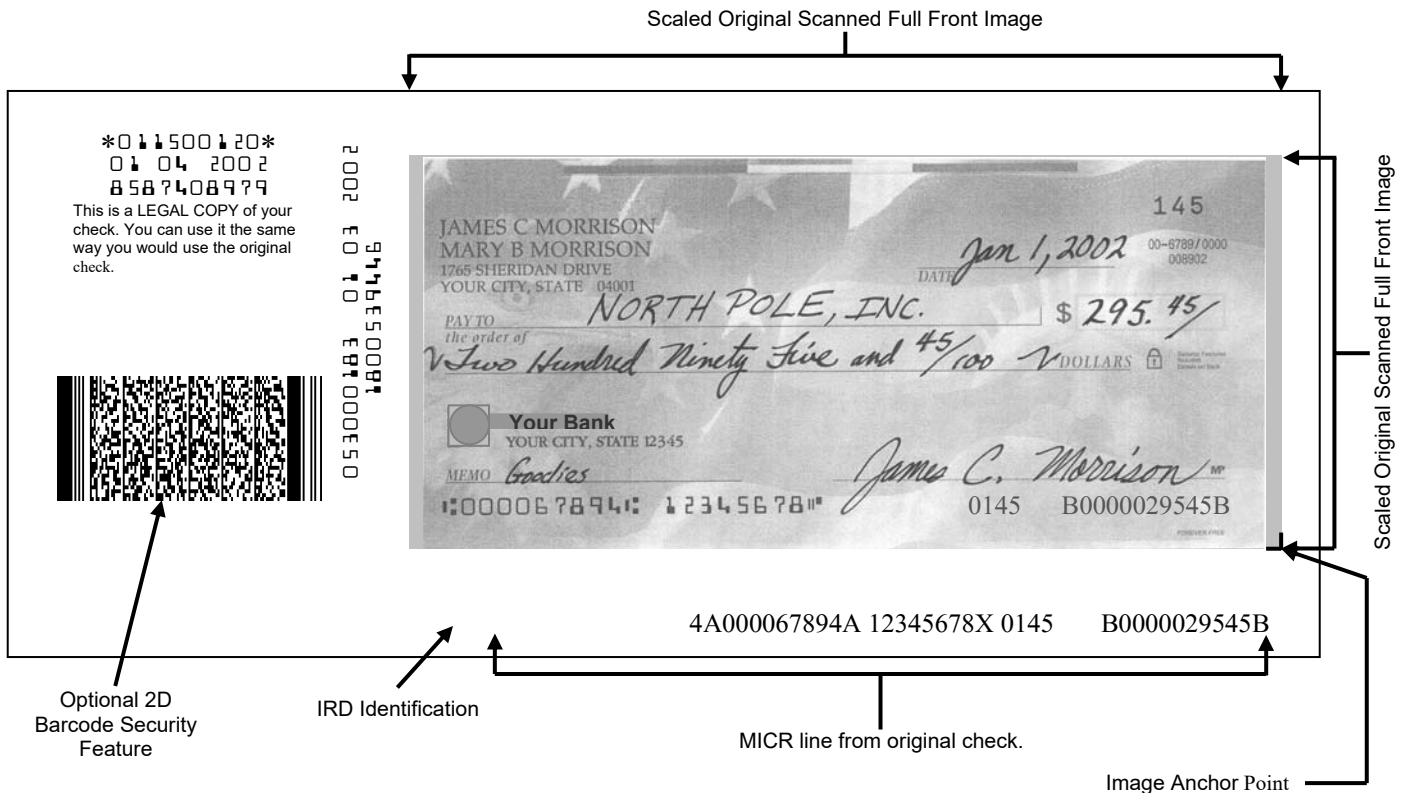 Scaled Original Scanned Full Front Image
*011500120*
01 04 2002
8587408979
This is a LEGAL COPY of your
check. You can use it the same
way you would use the original
check.
2002
145
JAMES C MORRISON
MARY B MORRISON
1765 SHERIDAN DRIVE
YOUR CITY, STATE 04001
00-6789/0000
008902
DATE Jan 1, 2002
PAY TO
the order of NORTH POLE, INC. $ 295.45/
Two Hundred Ninety Five and 45/100 DOLLARS
Your Bank
YOUR CITY, STATE 12345
MEMO Goodies James C. Morrison MP
⑆000067894⑆ 12345678⑈ 0145 B0000029545B
FOREVER FREE
Scaled Original Scanned Full Front Image
4A000067894A 12345678X 0145 B0000029545B
Optional 2D
Barcode Security
Feature
IRD Identification
MICR line from original check.
Image Anchor Point